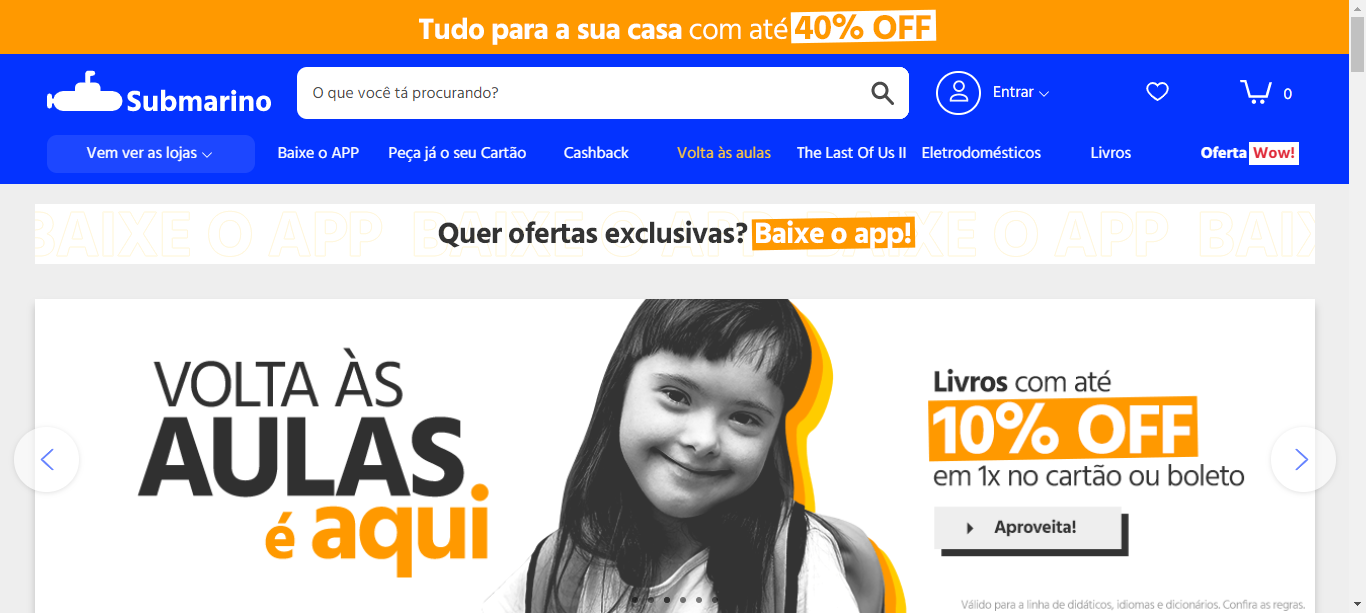 Tudo para a sua casa com até 40% OFF
Submarino
O que você tá procurando?
Entrar
0
Vem ver as lojas
Baixe o APP
Peça já o seu Cartão
Cashback
Volta às aulas
The Last Of Us II
Eletrodomésticos
Livros
Oferta Wow!
BAIXE O APP BAIXE O APP BAIXE O APP BAIX
Quer ofertas exclusivas? Baixe o app!
VOLTA ÀS
AULAS
é aqui
Livros com até
10% OFF
em 1x no cartão ou boleto
Aproveita!
Válido para a linha de didáticos, idiomas e dicionários. Confira as regras.